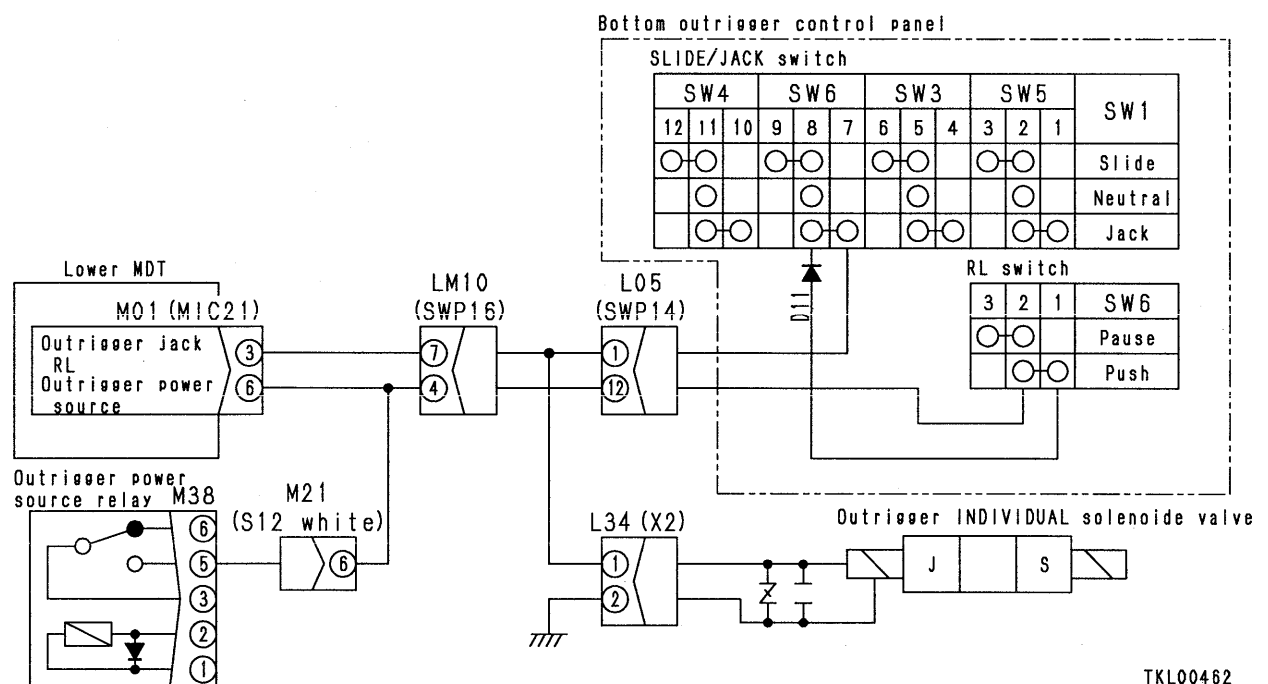 Bottom outrigger control panel
SLIDE/JACK switch
SW4 SW6 SW3 SW5 SW1
12 11 10 9 8 7 6 5 4 3 2 1
Slide
Neutral
Jack
RL switch
3 2 1 SW6
Pause
Push
D11
Lower MDT
M01 (MIC21)
Outrigger jack
RL
Outrigger power
source
3
6
LM10
(SWP16)
7
4
L05
(SWP14)
1
12
Outrigger power
source relay M38
6
5
3
2
1
M21
(S12 white)
6
L34 (X2)
1
2
Outrigger INDIVIDUAL solenoide valve
J S
TKL00462